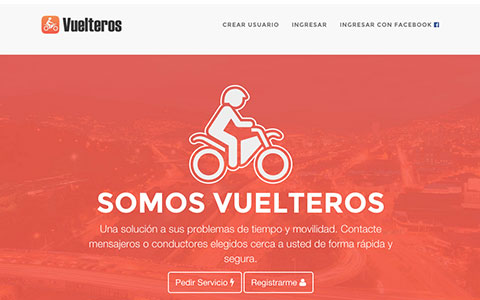 Vuelteros
CREAR USUARIO
INGRESAR
INGRESAR CON FACEBOOK
SOMOS VUELTEROS
Una solución a sus problemas de tiempo y movilidad. Contacte
mensajeros o conductores elegidos cerca a usted de forma rápida y
segura.
Pedir Servicio
Registrarme